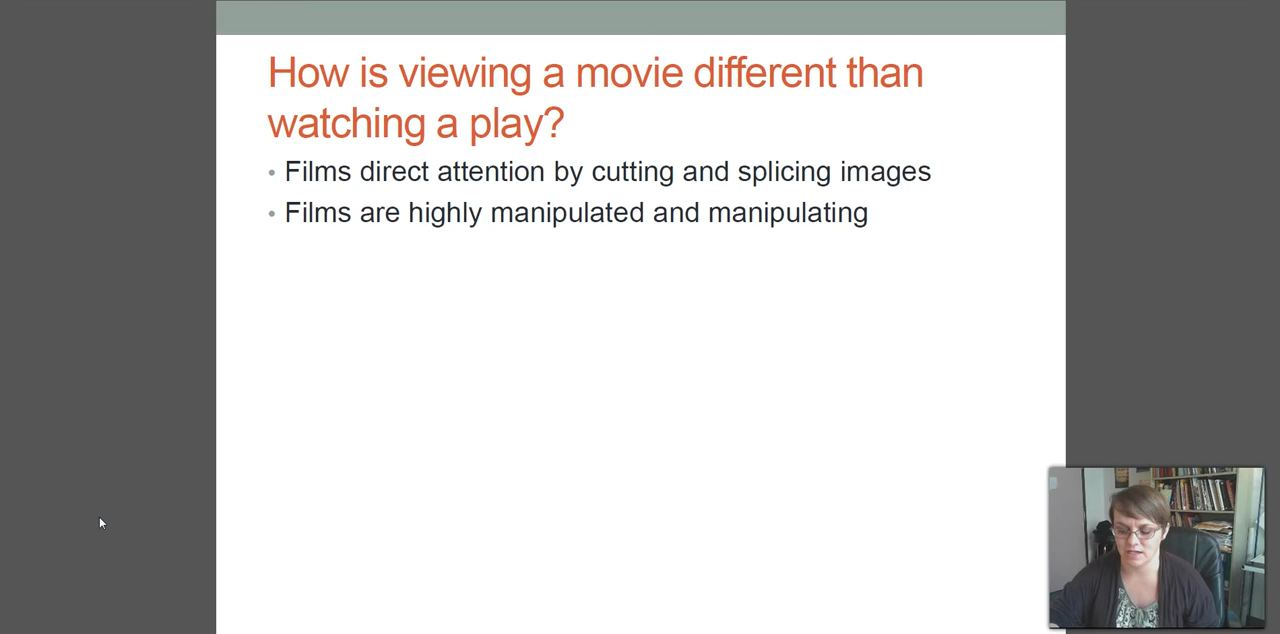 How is viewing a movie different than
watching a play?
• Films direct attention by cutting and splicing images
• Films are highly manipulated and manipulating